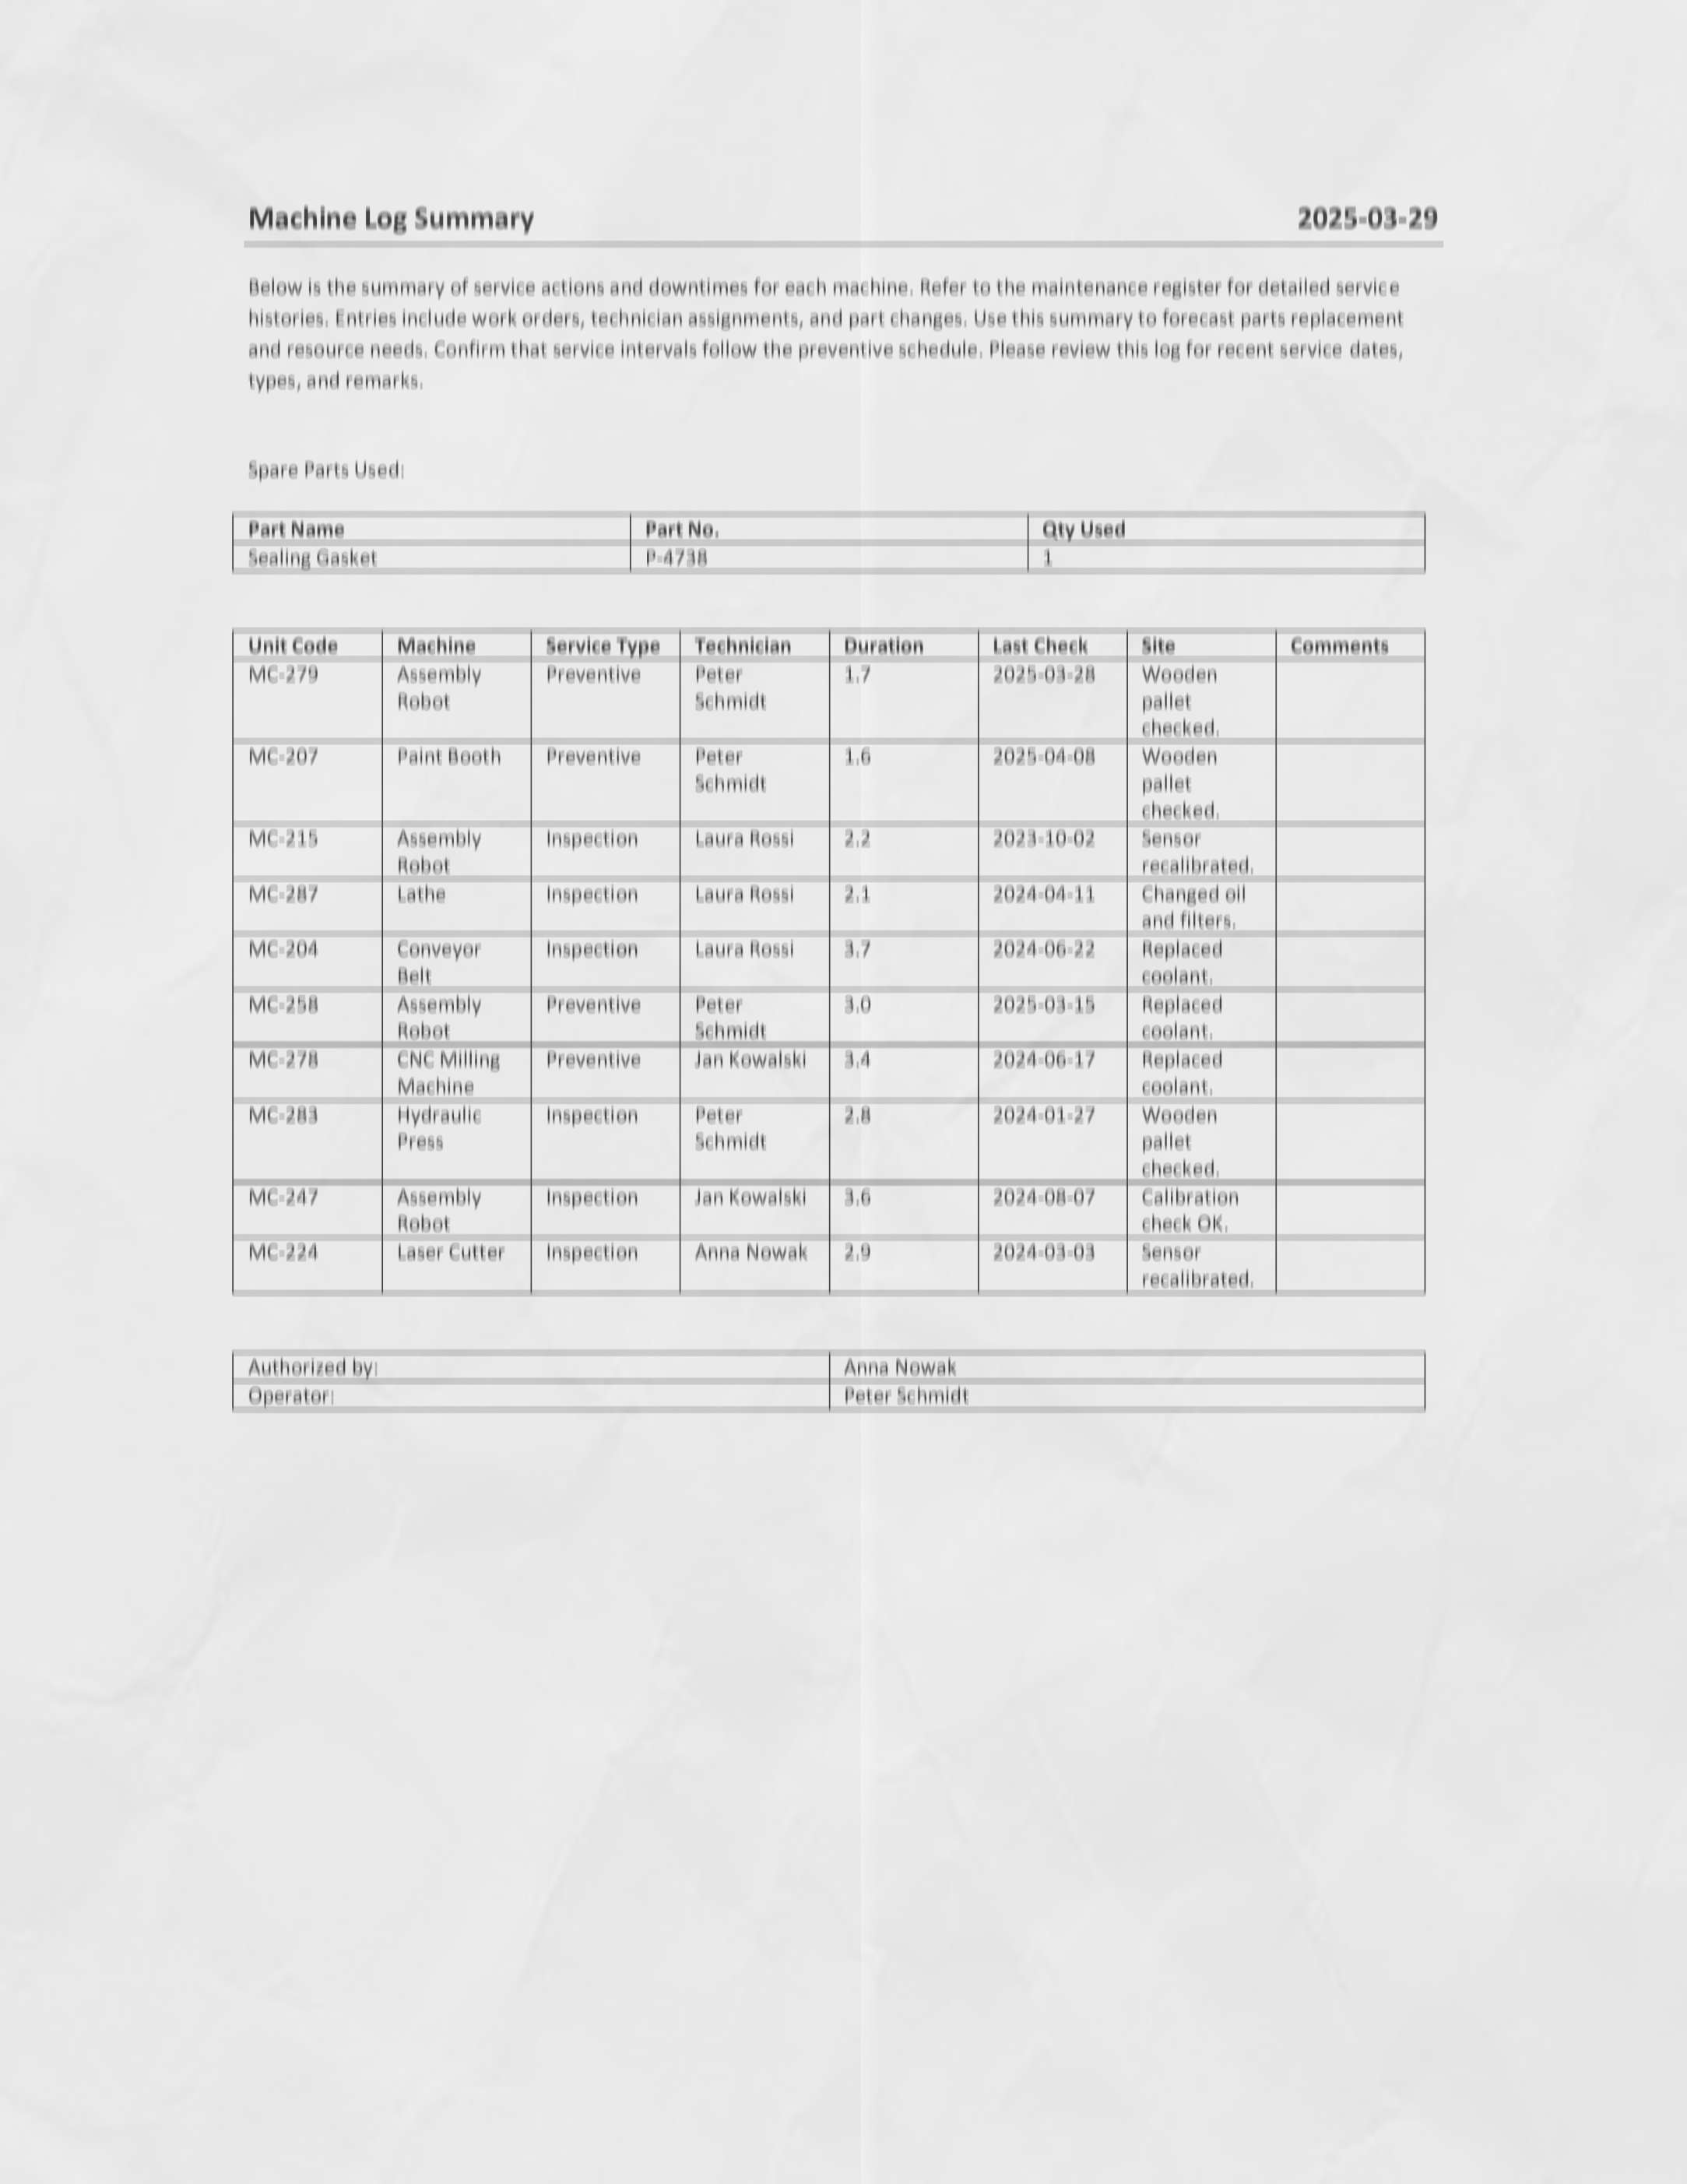 Machine Log Summary 2025-03-29
Below is the summary of service actions and downtimes for each machine. Refer to the maintenance register for detailed service
histories. Entries include work orders, technician assignments, and part changes. Use this summary to forecast parts replacement
and resource needs. Confirm that service intervals follow the preventive schedule. Please review this log for recent service dates,
types, and remarks.
Spare Parts Used:
Part Name Part No. Qty Used
Sealing Gasket P-4738 1
Unit Code Machine Service Type Technician Duration Last Check Site Comments
MC-279 Assembly Preventive Peter 1.7 2025-03-28 Wooden
Robot Schmidt pallet
checked.
MC-207 Paint Booth Preventive Peter 1.6 2025-04-08 Wooden
Schmidt pallet
checked.
MC-215 Assembly Inspection Laura Rossi 2.2 2023-10-02 Sensor
Robot recalibrated.
MC-287 Lathe Inspection Laura Rossi 2.1 2024-04-11 Changed oil
and filters.
MC-204 Conveyor Inspection Laura Rossi 3.7 2024-06-22 Replaced
Belt coolant.
MC-258 Assembly Preventive Peter 3.0 2025-03-15 Replaced
Robot Schmidt coolant.
MC-278 CNC Milling Preventive Jan Kowalski 3.4 2024-06-17 Replaced
Machine coolant.
MC-283 Hydraulic Inspection Peter 2.8 2024-01-27 Wooden
Press Schmidt pallet
checked.
MC-247 Assembly Inspection Jan Kowalski 3.6 2024-08-07 Calibration
Robot check OK.
MC-224 Laser Cutter Inspection Anna Nowak 2.9 2024-03-03 Sensor
recalibrated.
Authorized by: Anna Nowak
Operator: Peter Schmidt